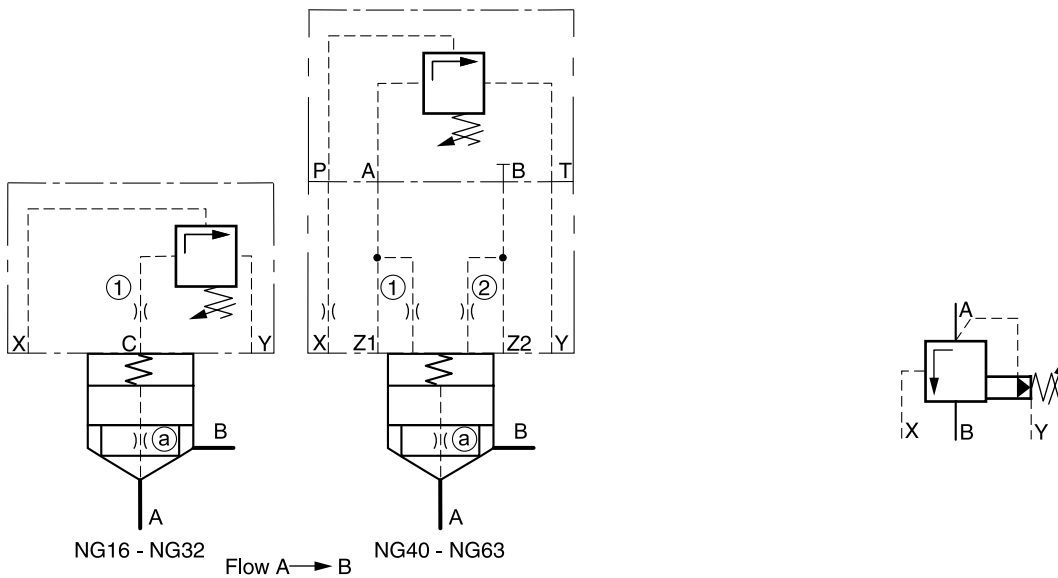 P A B T
1 1 2
X C Y X Z1 Z2 Y
A
a B a B
X B Y
A A
NG16 - NG32 NG40 - NG63
Flow A B